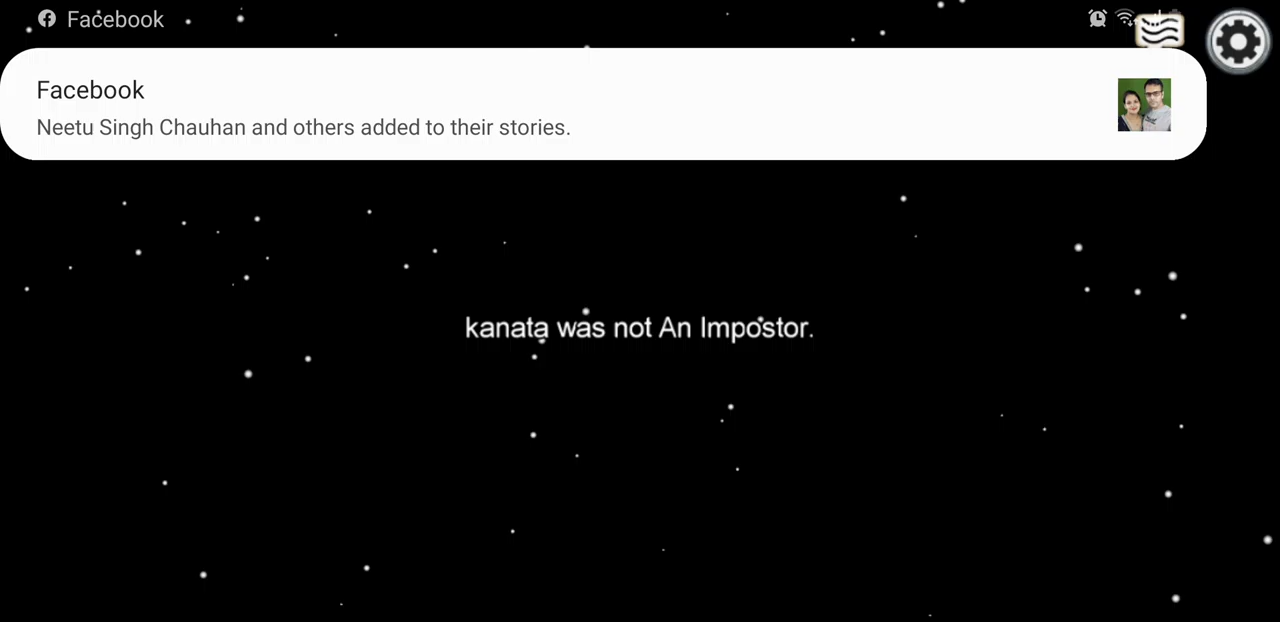 Facebook
Facebook
Neetu Singh Chauhan and others added to their stories.
kanata was not An Impostor.